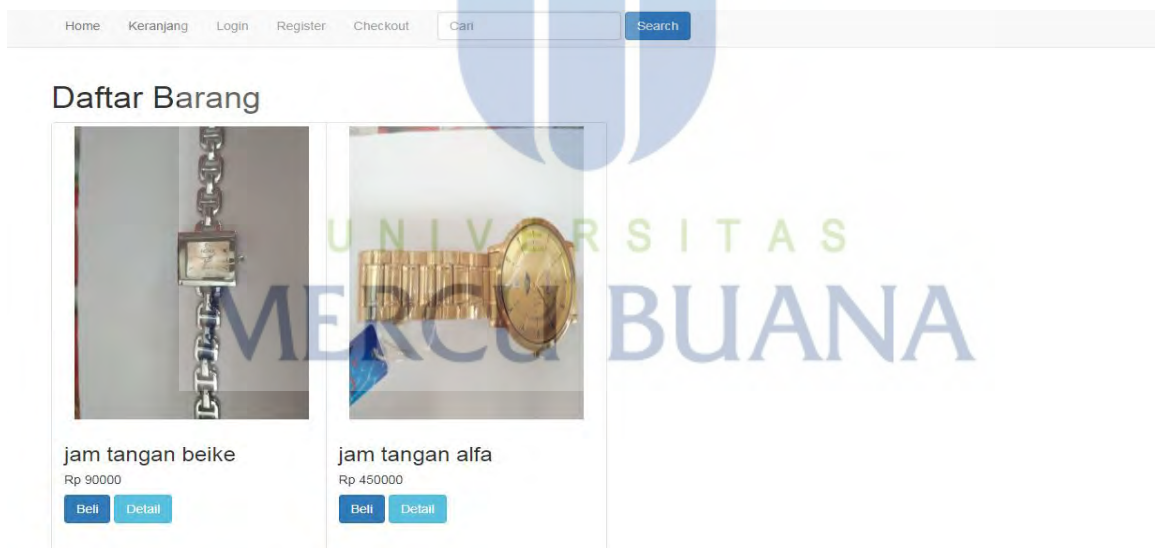 Home Keranjang Login Register Checkout Cari Search
Daftar Barang
UNIVERSITAS
MERCU BUANA
jam tangan beike
jam tangan alfa
Rp 90000
Rp 450000
Beli Detail
Beli Detail